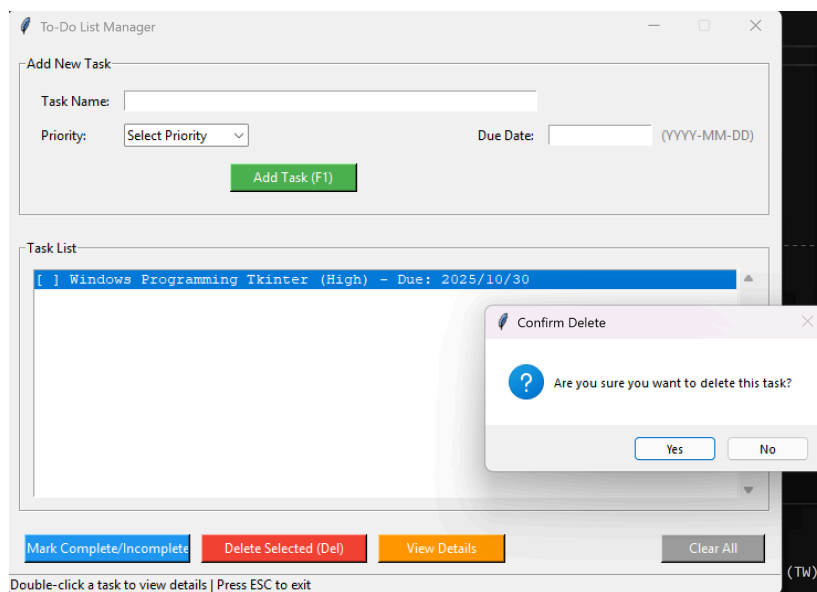 To-Do List Manager
Add New Task
Task Name:
Priority: Select Priority Due Date: (YYYY-MM-DD)
Add Task (F1)
Task List
[ ] Windows Programming Tkinter (High) - Due: 2025/10/30
Confirm Delete
Are you sure you want to delete this task?
Yes No
Mark Complete/Incomplete Delete Selected (Del) View Details Clear All
(TW)
Double-click a task to view details | Press ESC to exit